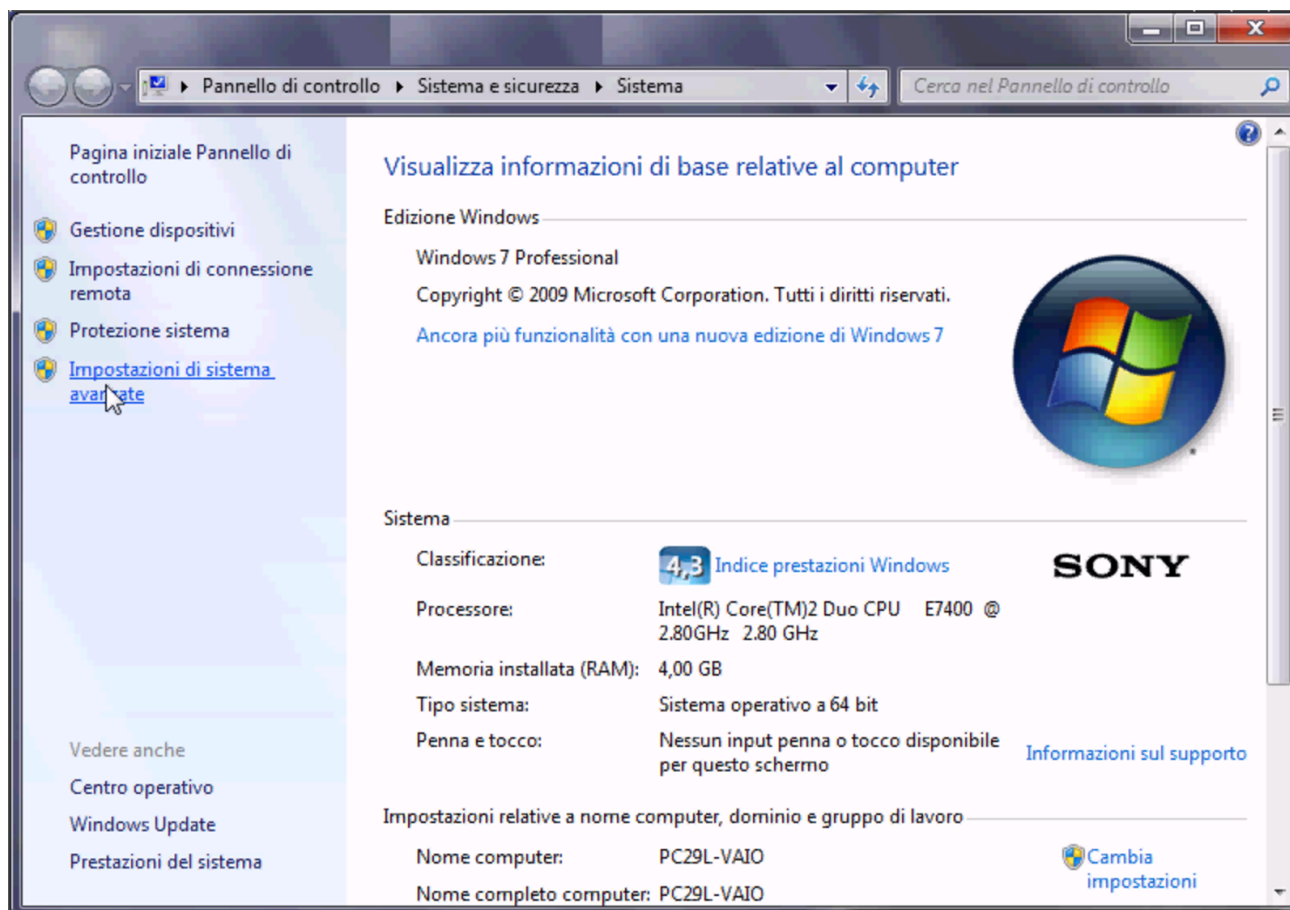 Pannello di controllo ▸ Sistema e sicurezza ▸ Sistema
Cerca nel Pannello di controllo
Pagina iniziale Pannello di
controllo
Gestione dispositivi
Impostazioni di connessione
remota
Protezione sistema
Impostazioni di sistema
avanzate
Vedere anche
Centro operativo
Windows Update
Prestazioni del sistema
Visualizza informazioni di base relative al computer
Edizione Windows
Windows 7 Professional
Copyright © 2009 Microsoft Corporation. Tutti i diritti riservati.
Ancora più funzionalità con una nuova edizione di Windows 7
Sistema
Classificazione: 4,3 Indice prestazioni Windows
SONY
Processore: Intel(R) Core(TM)2 Duo CPU E7400 @
2.80GHz 2.80 GHz
Memoria installata (RAM): 4,00 GB
Tipo sistema: Sistema operativo a 64 bit
Penna e tocco: Nessun input penna o tocco disponibile
per questo schermo
Informazioni sul supporto
Impostazioni relative a nome computer, dominio e gruppo di lavoro
Nome computer: PC29L-VAIO
Cambia
impostazioni
Nome completo computer: PC29L-VAIO